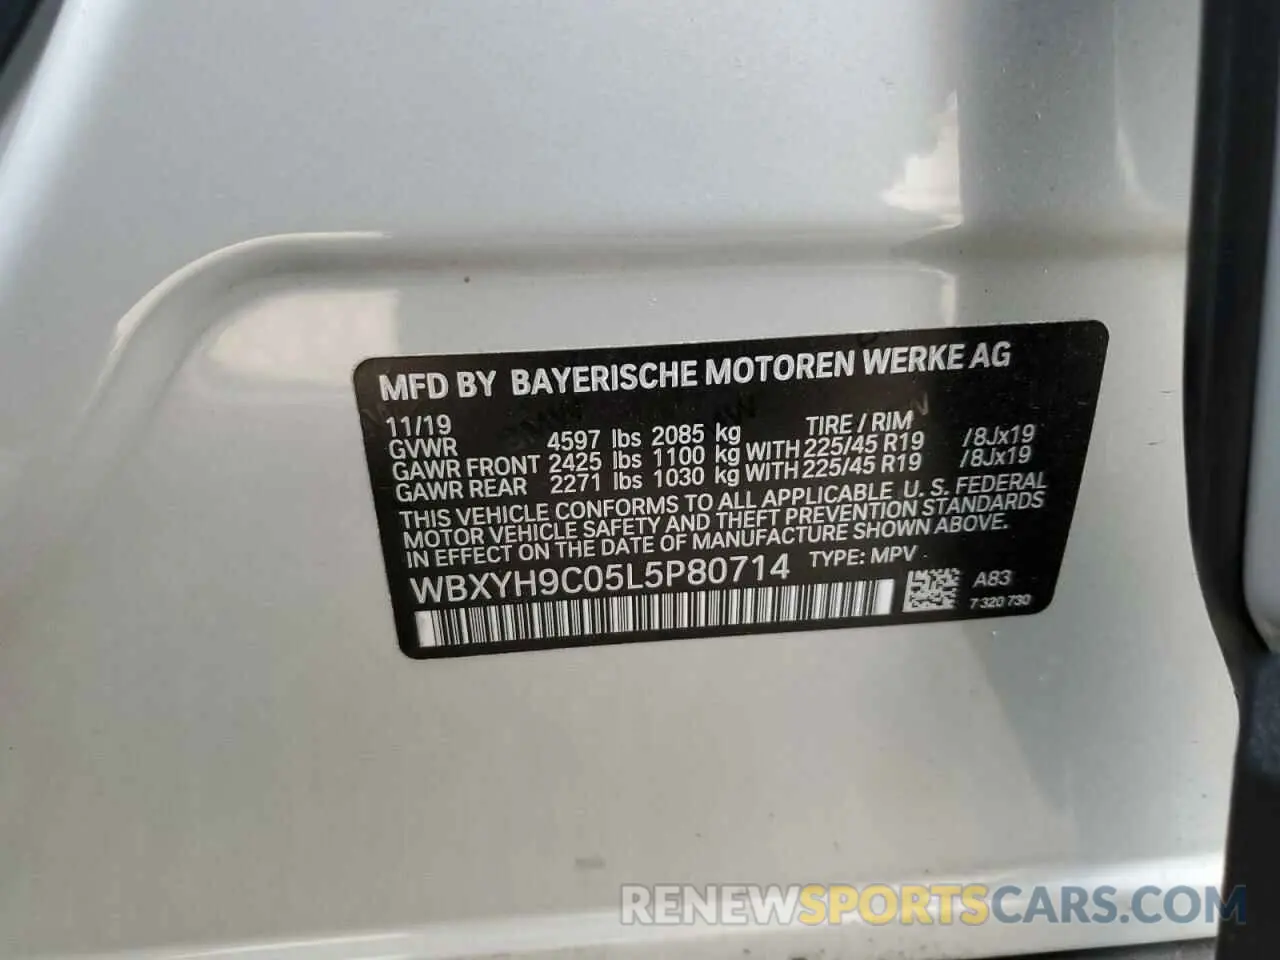 MFD BY BAYERISCHE MOTOREN WERKE AG
11/19 TIRE / RIM
GVWR 4597 lbs 2085 kg
GAWR FRONT 2425 lbs 1100 kg WITH 225/45 R19 /8Jx19
GAWR REAR 2271 lbs 1030 kg WITH 225/45 R19 /8Jx19
THIS VEHICLE CONFORMS TO ALL APPLICABLE U. S. FEDERAL
MOTOR VEHICLE SAFETY AND THEFT PREVENTION STANDARDS
IN EFFECT ON THE DATE OF MANUFACTURE SHOWN ABOVE.
WBXYH9C05L5P80714 TYPE: MPV
A83
7 320 730
RENEWSPORTSCARS.COM